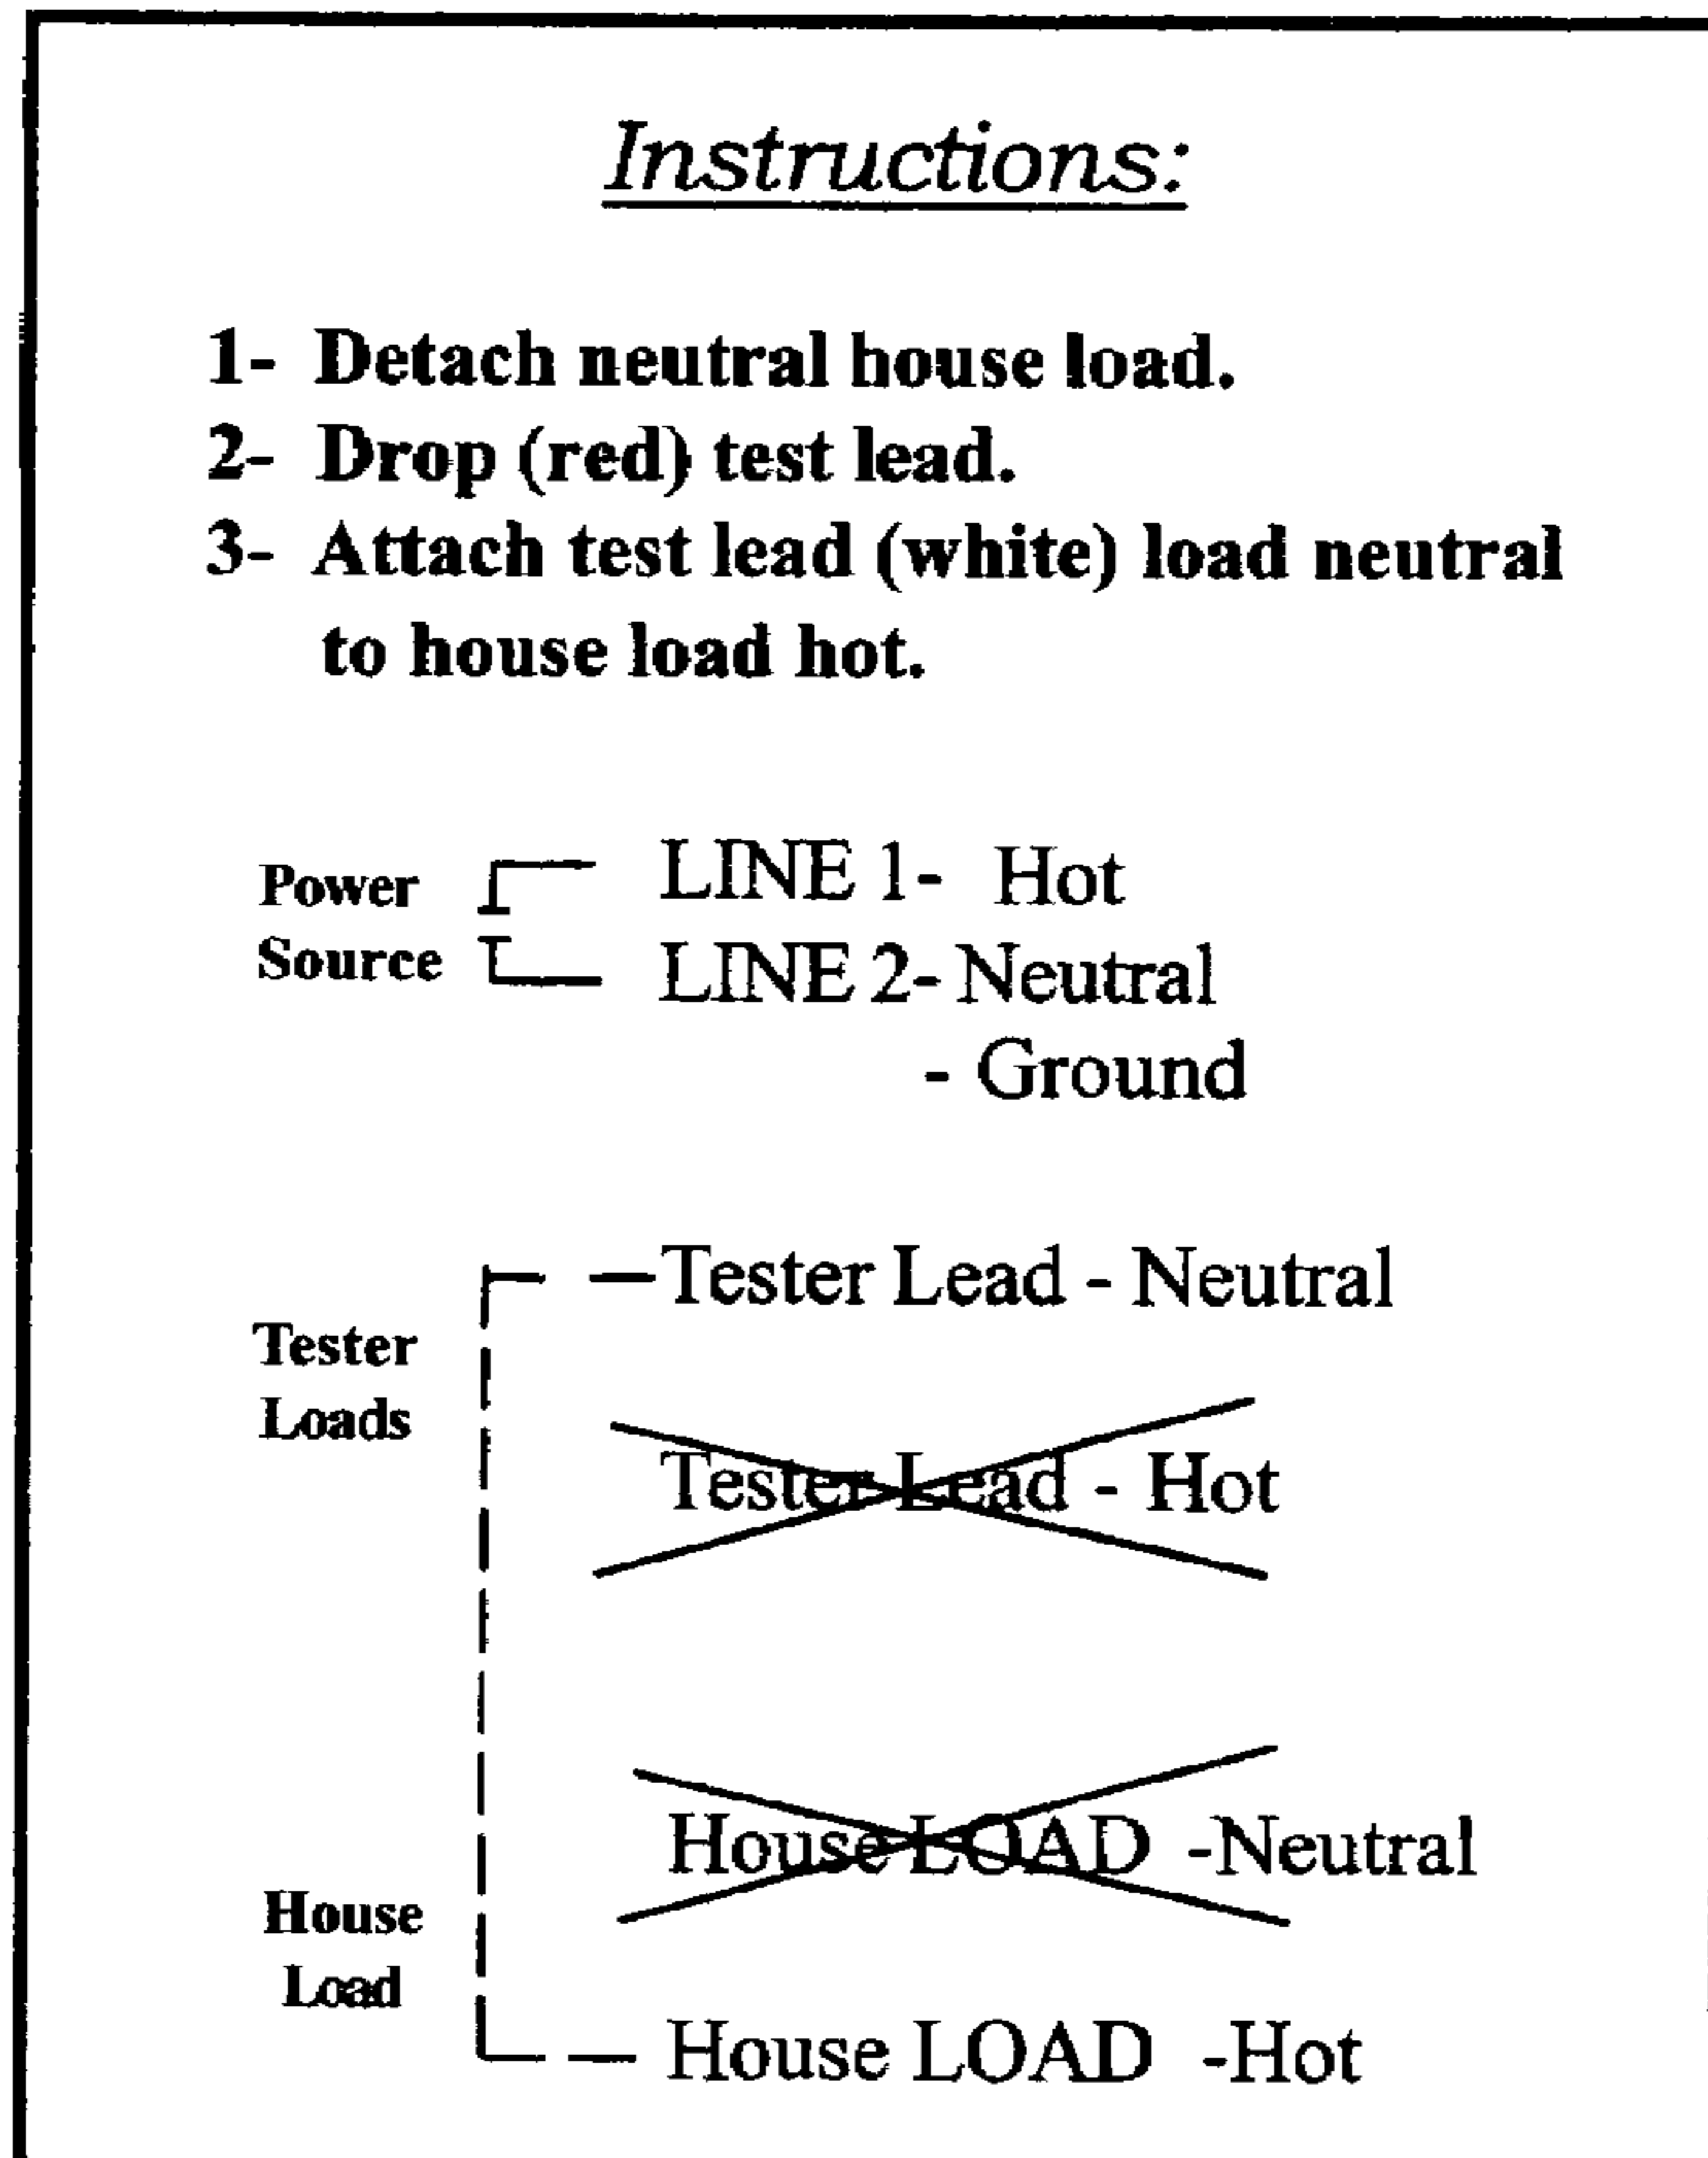 Instructions:
1- Detach neutral house load.
2- Drop (red) test lead.
3- Attach test lead (white) load neutral
to house load hot.
Power
Source
LINE 1- Hot
LINE 2- Neutral
- Ground
Tester
Loads
Tester Lead - Neutral
Tester Lead - Hot
House LOAD -Neutral
House
Load
House LOAD -Hot